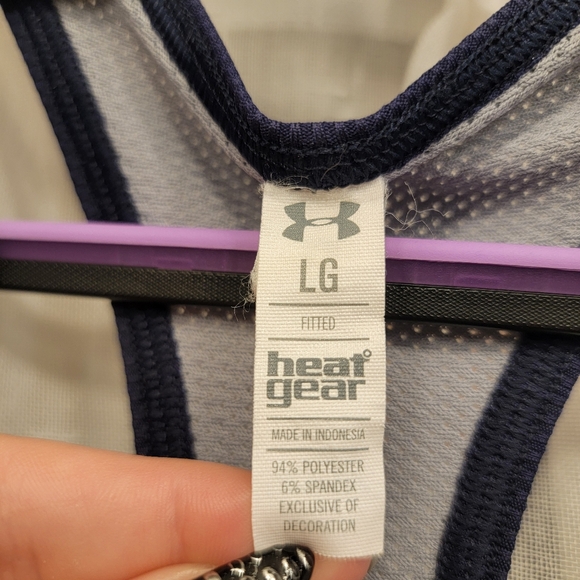 LG
FITTED
heat
gear
MADE IN INDONESIA
94% POLYESTER
6% SPANDEX
EXCLUSIVE OF
DECORATION